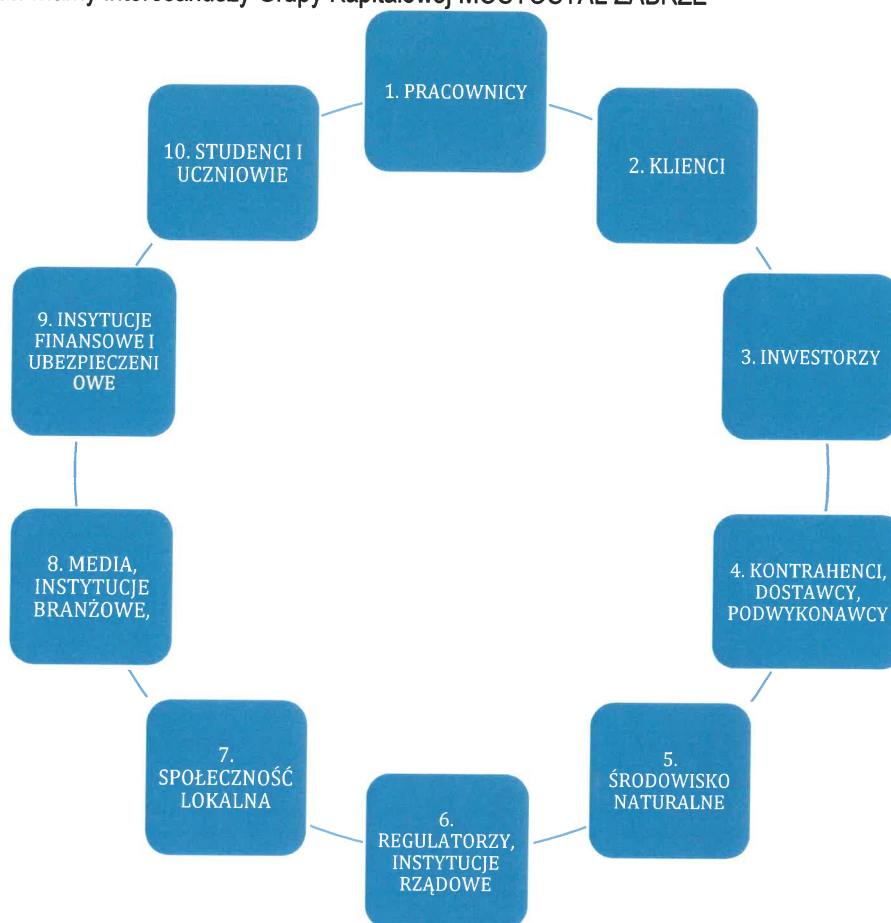 Interesariuszy Grupy Kapitałowej MOSTOSTAL ZABRZE
1. PRACOWNICY
2. KLIENCI
3. INWESTORZY
4. KONTRAHENCI,
DOSTAWCY,
PODWYKONAWCY
5.
ŚRODOWISKO
NATURALNE
6.
REGULATORZY,
INSTYTUCJE
RZĄDOWE
7.
SPOŁECZNOŚĆ
LOKALNA
8. MEDIA,
INSTYTUCJE
BRANŻOWE,
9. INSYTUCJE
FINANSOWE I
UBEZPIECZENI
OWE
10. STUDENCI I
UCZNIOWIE